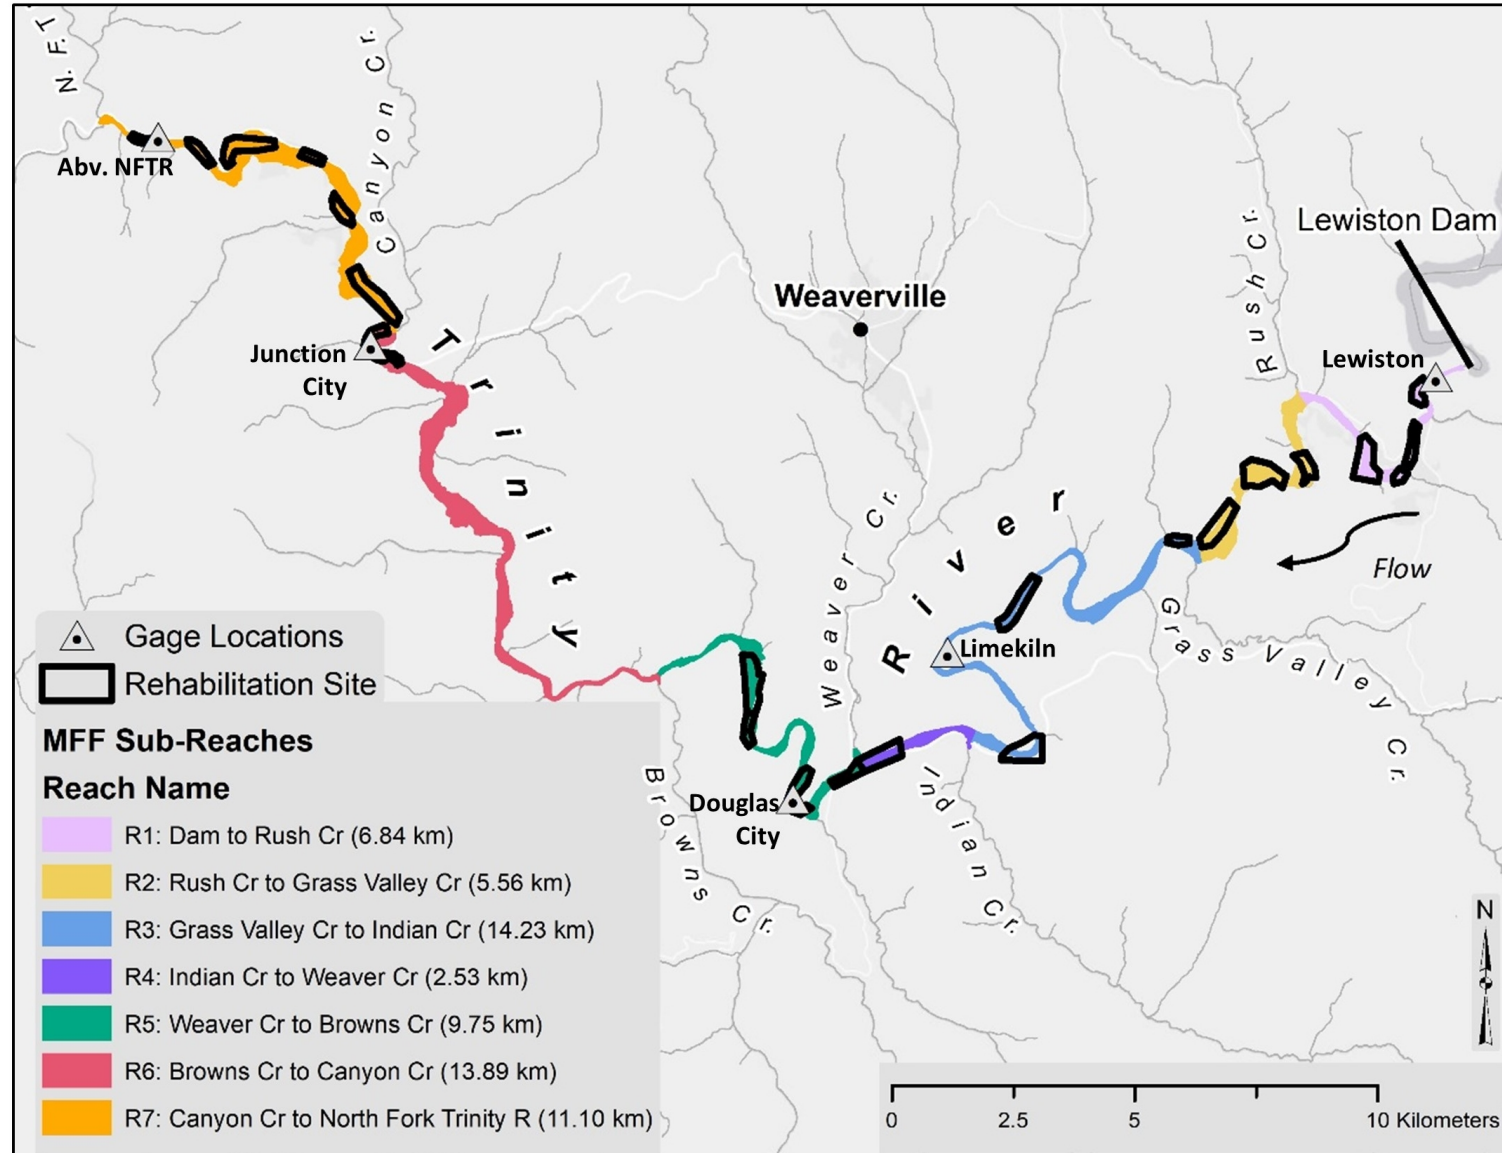 N. F.T
Canyon Cr.
Abv. NFTR
Lewiston Dam
Rush Cr.
Weaverville
Junction
City
Lewiston
Trinity
River
Weaver Cr.
Flow
Grass Valley Cr.
Limekiln
Indian Cr.
Douglas
City
Browns Cr.
Gage Locations
Rehabilitation Site
MFF Sub-Reaches
Reach Name
R1: Dam to Rush Cr (6.84 km)
R2: Rush Cr to Grass Valley Cr (5.56 km)
R3: Grass Valley Cr to Indian Cr (14.23 km)
R4: Indian Cr to Weaver Cr (2.53 km)
R5: Weaver Cr to Browns Cr (9.75 km)
R6: Browns Cr to Canyon Cr (13.89 km)
R7: Canyon Cr to North Fork Trinity R (11.10 km)
N
0 2.5 5 10 Kilometers